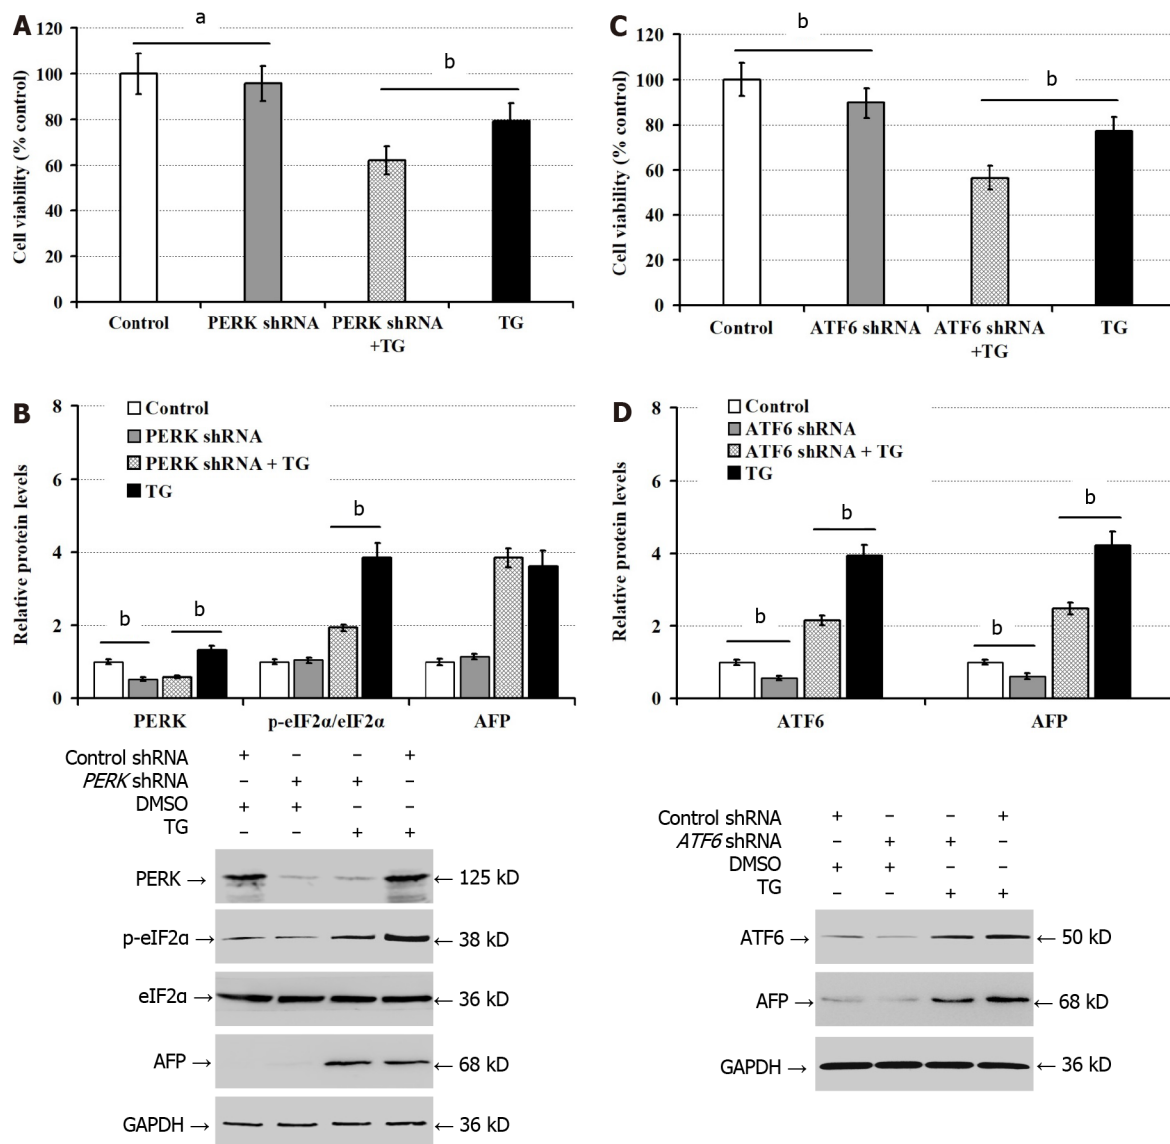 A
Cell viability (% control)
120
100
80
60
40
20
0
a
b
Control
PERK shRNA
PERK shRNA
+TG
TG
C
Cell viability (% control)
120
100
80
60
40
20
0
b
b
Control
ATF6 shRNA
ATF6 shRNA
+TG
TG
B
Relative protein levels
8
6
4
2
0
Control
PERK shRNA
PERK shRNA + TG
TG
b
b
b
PERK
p-eIF2α/eIF2α
AFP
Control shRNA + – – +
PERK shRNA – + + –
DMSO + + – –
TG – – + +
PERK → ← 125 kD
p-eIF2α → ← 38 kD
eIF2α → ← 36 kD
AFP → ← 68 kD
GAPDH → ← 36 kD
D
Relative protein levels
8
6
4
2
0
Control
ATF6 shRNA
ATF6 shRNA + TG
TG
b
b
b
b
ATF6
AFP
Control shRNA + – – +
ATF6 shRNA – + + –
DMSO + + – –
TG – – + +
ATF6 → ← 50 kD
AFP → ← 68 kD
GAPDH → ← 36 kD